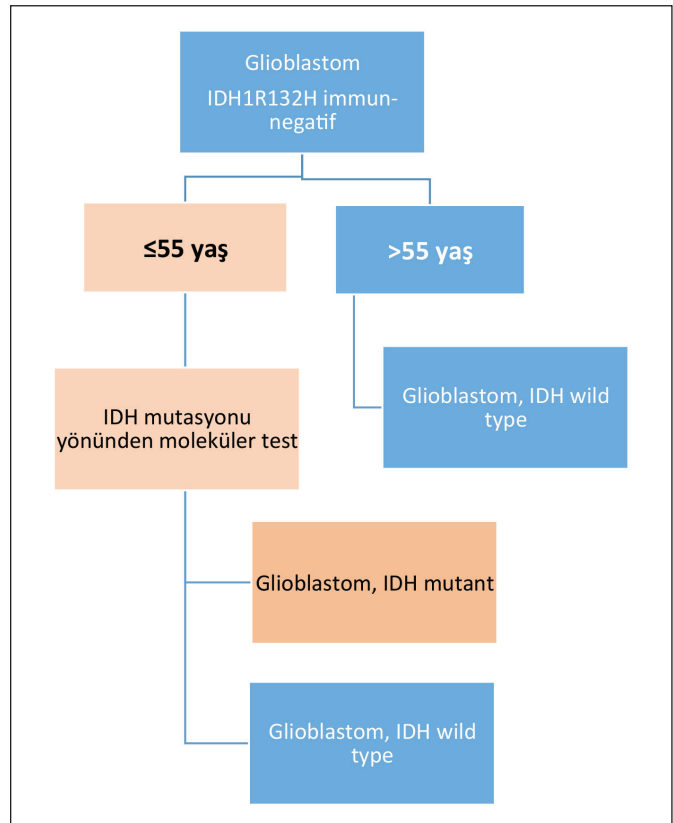 Glioblastom
IDH1R132H immun-
negatif
≤55 yaş
>55 yaş
IDH mutasyonu
yönünden moleküler test
Glioblastom, IDH wild
type
Glioblastom, IDH mutant
Glioblastom, IDH wild
type